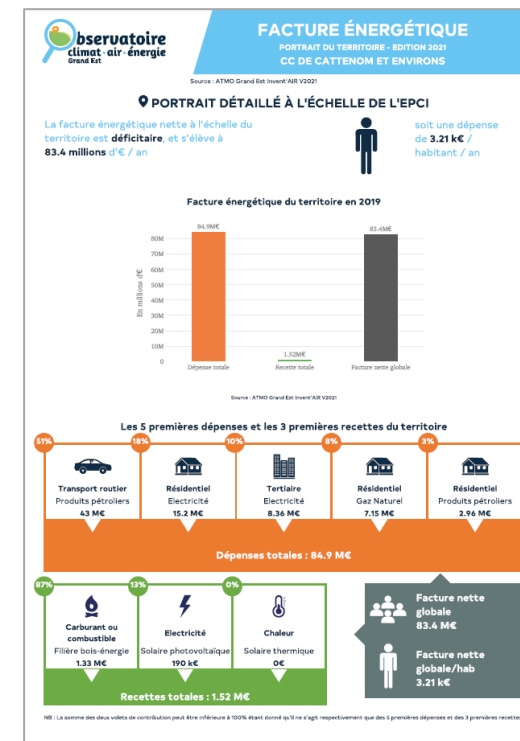 Observatoire
climat · air · énergie
Grand Est
FACTURE ÉNERGÉTIQUE
PORTRAIT DU TERRITOIRE - EDITION 2021
CC DE CATTENOM ET ENVIRONS
Source : ATMO Grand Est Invent'AIR V2021
PORTRAIT DÉTAILLÉ À L'ÉCHELLE DE L'EPCI
La facture énergétique nette à l'échelle du
territoire est déficitaire, et s'élève à
83.4 millions d'€ / an
soit une dépense
de 3.21 k€ /
habitant / an
Facture énergétique du territoire en 2019
84.9M€
83.4M€
80M
70M
60M
50M
40M
30M
20M
10M
0
En millions d'€
1.52M€
Dépense totale
Recette totale
Facture nette globale
Source : ATMO Grand Est Invent'AIR V2021
Les 5 premières dépenses et les 3 premières recettes du territoire
51%
18%
10%
8%
3%
Transport routier
Produits pétroliers
43 M€
Résidentiel
Electricité
15.2 M€
Tertiaire
Electricité
8.36 M€
Résidentiel
Gaz Naturel
7.15 M€
Résidentiel
Produits pétroliers
2.96 M€
Dépenses totales : 84.9 M€
87%
13%
0%
Carburant ou
combustible
Filière bois-énergie
1.33 M€
Electricité
Solaire photovoltaïque
190 k€
Chaleur
Solaire thermique
0€
Recettes totales : 1.52 M€
Facture nette
globale
83.4 M€
Facture nette
globale/hab
3.21 k€
NB : La somme des deux volets de contribution peut être inférieure à 100% étant donné qu'il ne s'agit respectivement que des 5 premières dépenses et des 3 premières recettes